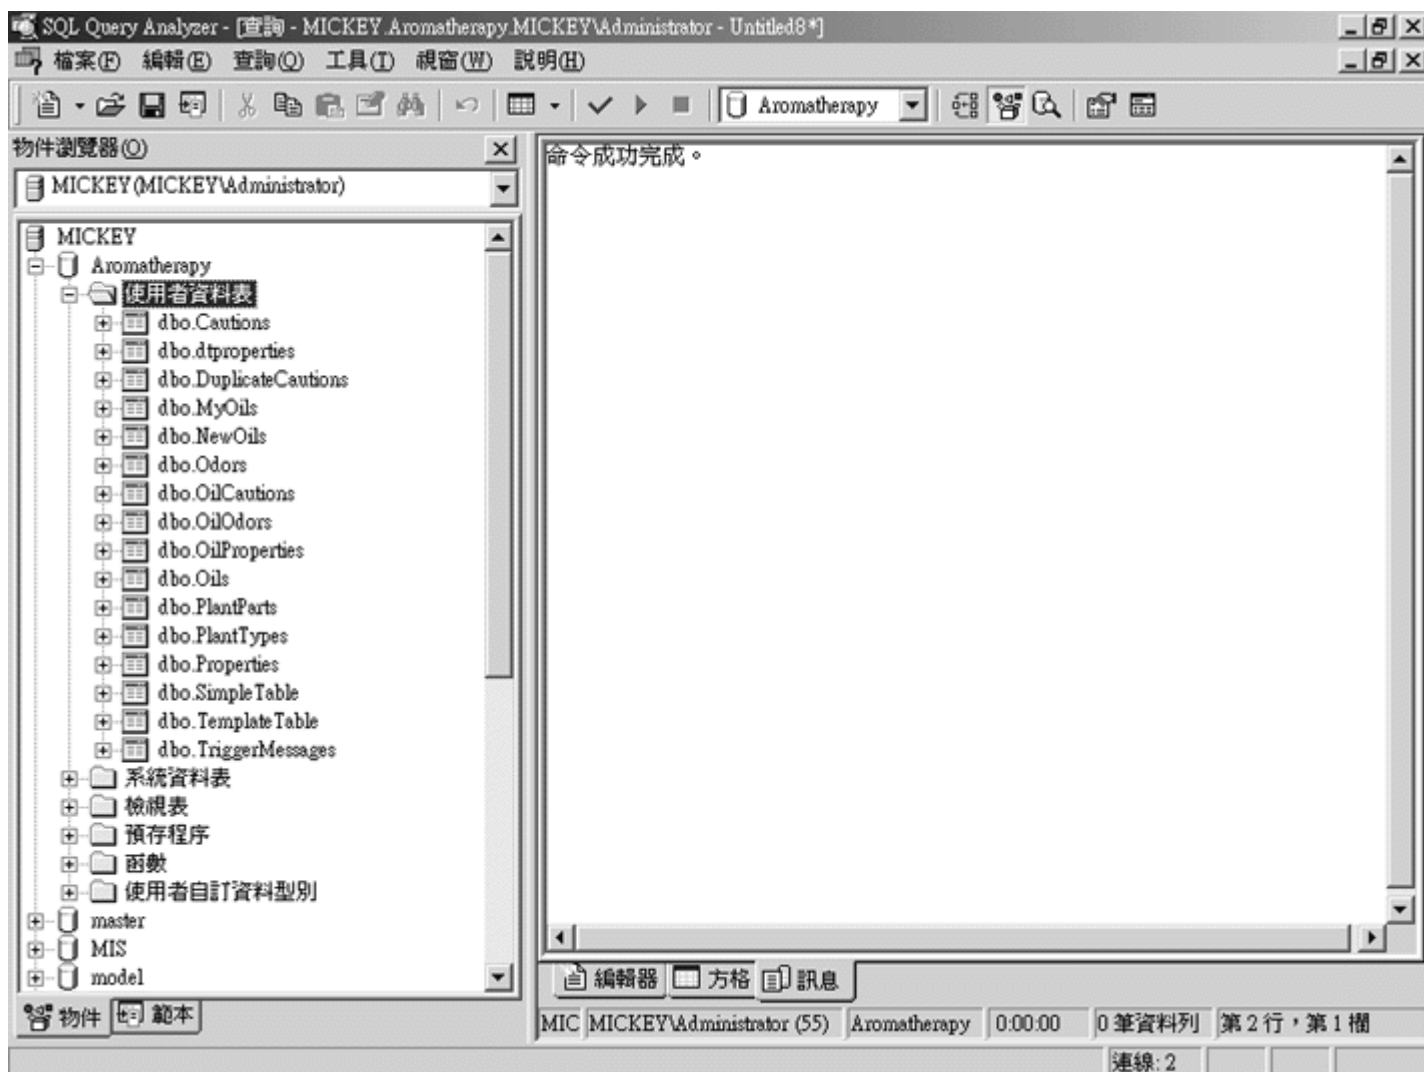 SQL Query Analyzer - [查詢 - MICKEY.Aromatherapy.MICKEY\Administrator - Untitled8*]
檔案(F) 編輯(E) 查詢(Q) 工具(T) 視窗(W) 說明(H)
Aromatherapy
物件瀏覽器(O)
MICKEY(MICKEY\Administrator)
MICKEY
Aromatherapy
使用者資料表
dbo.Cautions
dbo.dtproperties
dbo.DuplicateCautions
dbo.MyOils
dbo.NewOils
dbo.Odors
dbo.OilCautions
dbo.OilOdors
dbo.OilProperties
dbo.Oils
dbo.PlantParts
dbo.PlantTypes
dbo.Properties
dbo.SimpleTable
dbo.TemplateTable
dbo.TriggerMessages
系統資料表
檢視表
預存程序
函數
使用者自訂資料型別
master
MIS
model
物件 範本
命令成功完成。
編輯器 方格 訊息
MIC MICKEY\Administrator (55) Aromatherapy 0:00:00 0 筆資料列 第 2 行，第 1 欄
連線: 2